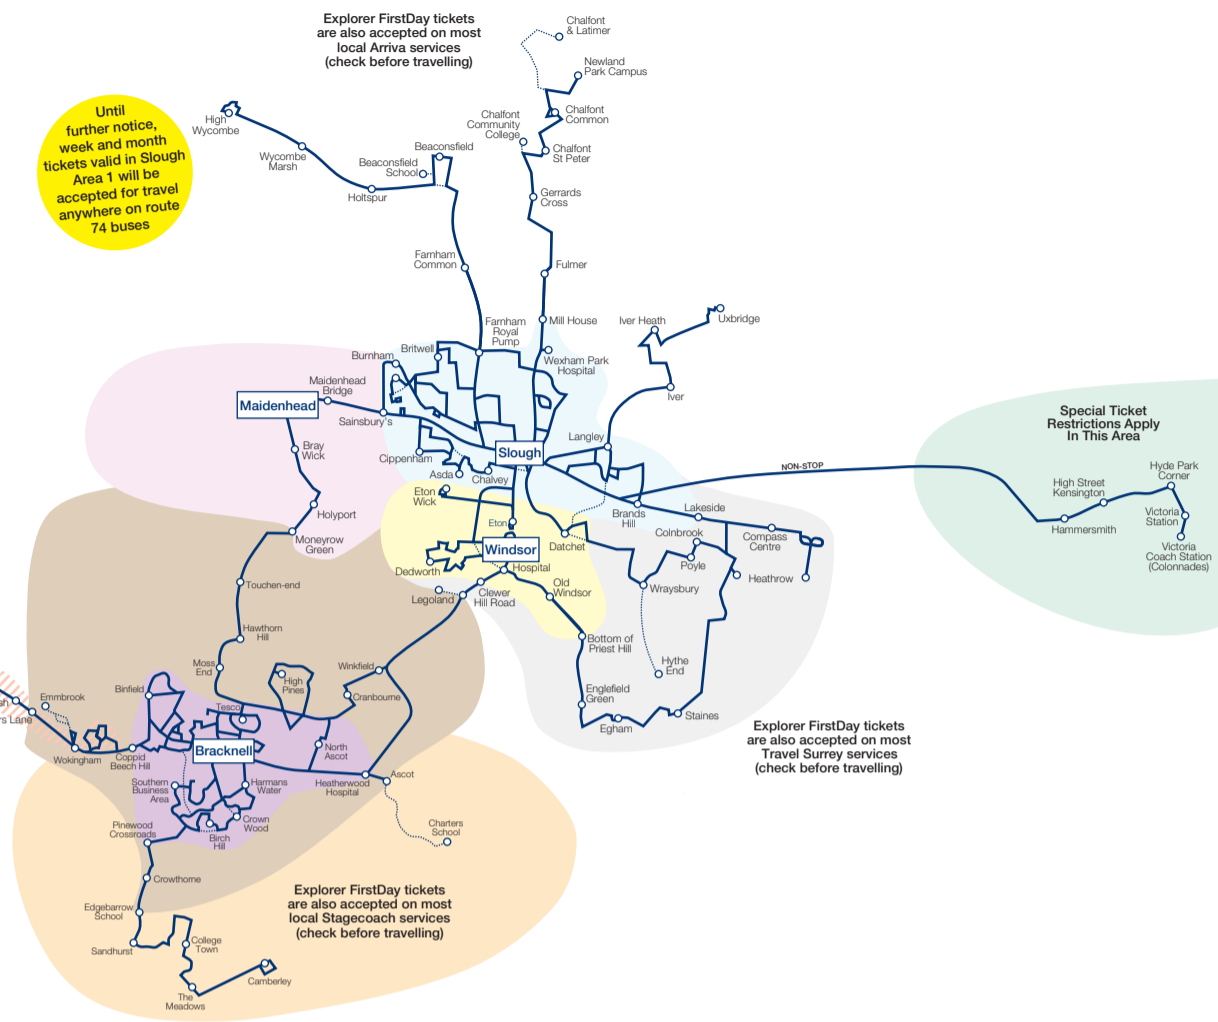 Explorer FirstDay tickets
are also accepted on most
local Arriva services
(check before travelling)
Chalfont
& Latimer
Newland
Park Campus
Until
further notice,
week and month
tickets valid in Slough
Area 1 will be
accepted for travel
anywhere on route
74 buses
High
Wycombe
Chalfont
Common
Chalfont
Community
College
Wycombe
Marsh
Beaconsfield
Beaconsfield
School
Chalfont
St Peter
Holtspur
Gerrards
Cross
Farnham
Common
Fulmer
Farnham
Royal
Pump
Mill House
Iver Heath
Uxbridge
Burnham
Britwell
Wexham Park
Hospital
Maidenhead
Bridge
Maidenhead
Iver
Sainsbury's
Special Ticket
Restrictions Apply
In This Area
Bray
Wick
Cippenham
Slough
Langley
Asda
Chalvey
NON-STOP
Hyde Park
Corner
High Street
Kensington
Eton
Wick
Holyport
Brands
Hill
Lakeside
Victoria
Station
Hammersmith
Eton
Moneyrow
Green
Windsor
Datchet
Colnbrook
Compass
Centre
Victoria
Coach Station
(Colonnades)
Dedworth
Hospital
Poyle
Heathrow
Touchen-end
Legoland
Clewer
Hill Road
Old
Windsor
Wraysbury
Hawthorn
Hill
Bottom of
Priest Hill
Moss
End
High
Pines
Winkfield
Hythe
End
Emmbrook
Binfield
Cranbourne
Englefield
Green
sh
rs Lane
Tesco
Staines
Egham
Explorer FirstDay tickets
are also accepted on most
Travel Surrey services
(check before travelling)
Wokingham
Coppid
Beech Hill
Bracknell
North
Ascot
Southern
Business
Area
Harmans
Water
Heatherwood
Hospital
Ascot
Pinewood
Crossroads
Birch
Hill
Crown
Wood
Charters
School
Crowthorne
Explorer FirstDay tickets
are also accepted on most
local Stagecoach services
(check before travelling)
Edgebarrow
School
Sandhurst
College
Town
Camberley
The
Meadows